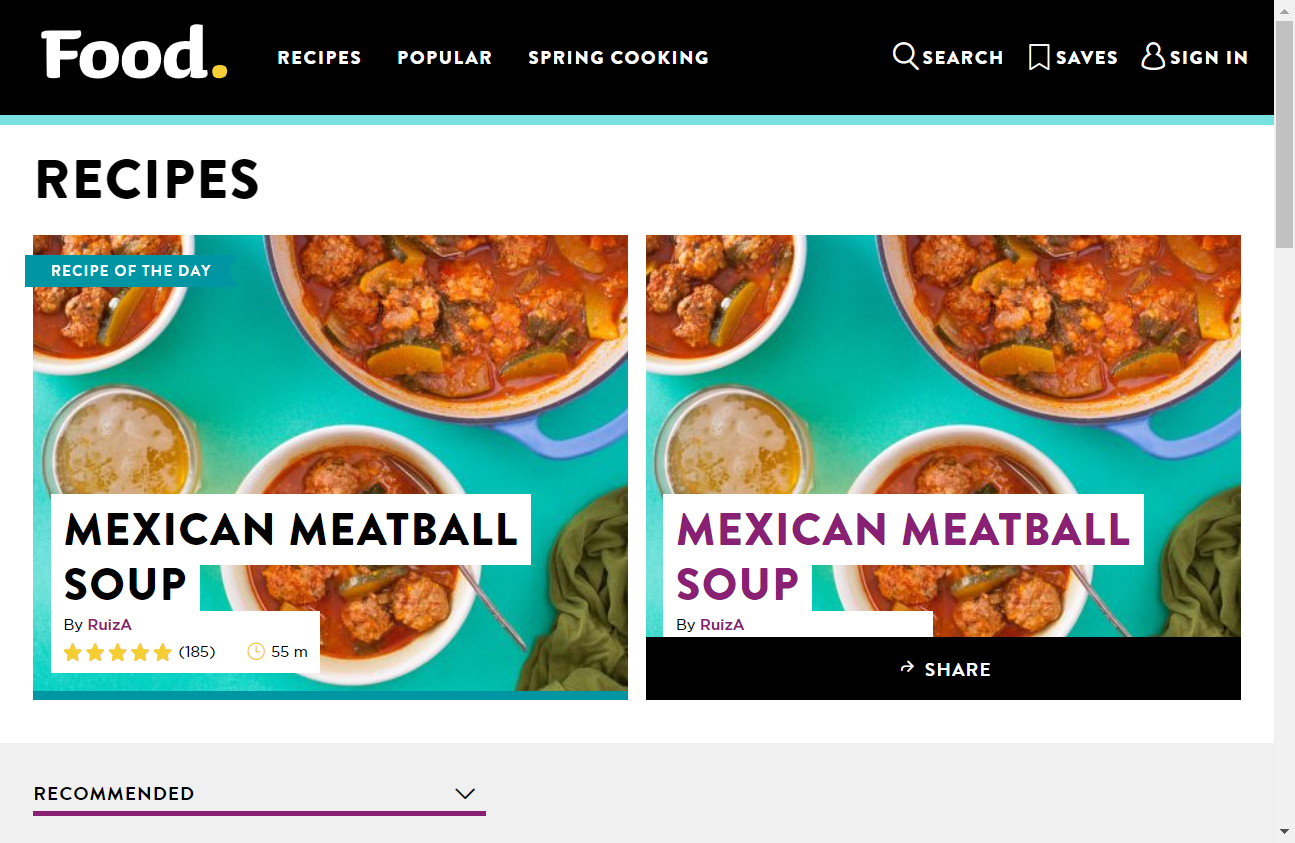 Food.
RECIPES
POPULAR
SPRING COOKING
SEARCH
SAVES
SIGN IN
RECIPES
RECIPE OF THE DAY
MEXICAN MEATBALL
SOUP
By RuizA
(185)
55 m
MEXICAN MEATBALL
SOUP
By RuizA
SHARE
RECOMMENDED